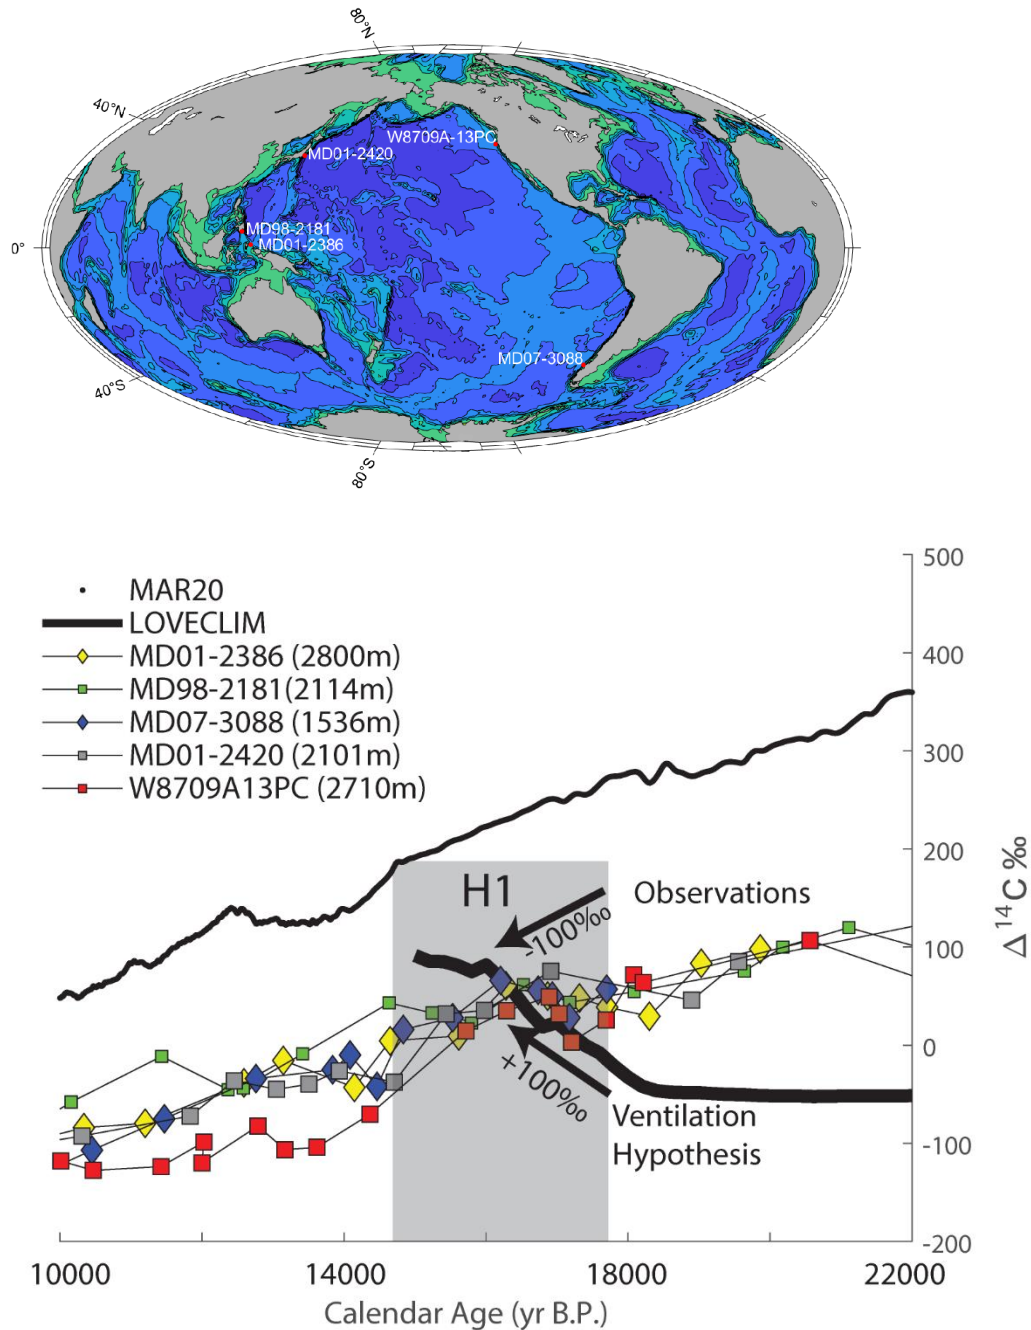 80°N
40°N
W8709A-13PC
MD01-2420
MD98-2181
MD01-2386
0°
MD07-3088
40°S
80°S
500
MAR20
LOVECLIM
MD01-2386 (2800m)
400
MD98-2181(2114m)
MD07-3088 (1536m)
MD01-2420 (2101m)
300
W8709A13PC (2710m)
200
H1
Observations
-100‰
100
Δ14C ‰
0
+100‰
Ventilation
Hypothesis
-100
-200
10000 14000 18000 22000
Calendar Age (yr B.P.)